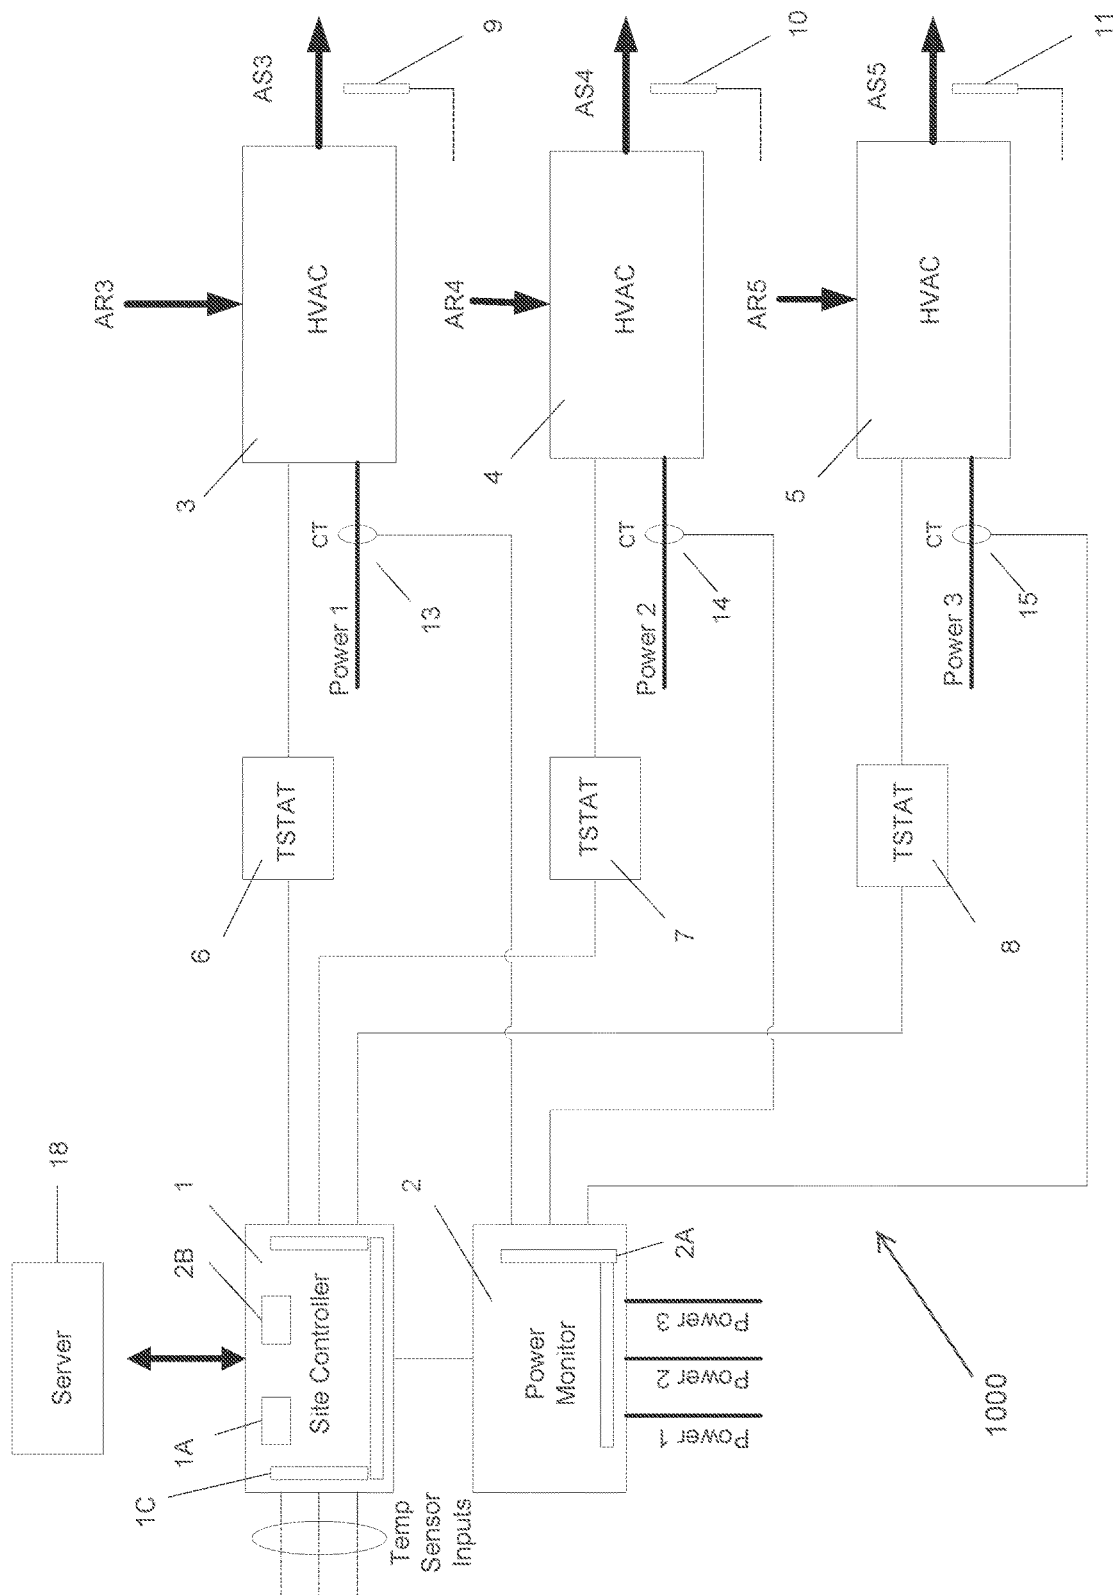 Server
18
1A
2B
1
1C
Site Controller
Temp
Sensor
Inputs
2
Power
Monitor
2A
Power 1
Power 2
Power 3
1000
6
TSTAT
7
TSTAT
8
TSTAT
AR3
AS3
9
3
HVAC
CT
Power 1
13
AR4
AS4
10
4
HVAC
CT
Power 2
14
AR5
AS5
11
5
HVAC
CT
Power 3
15